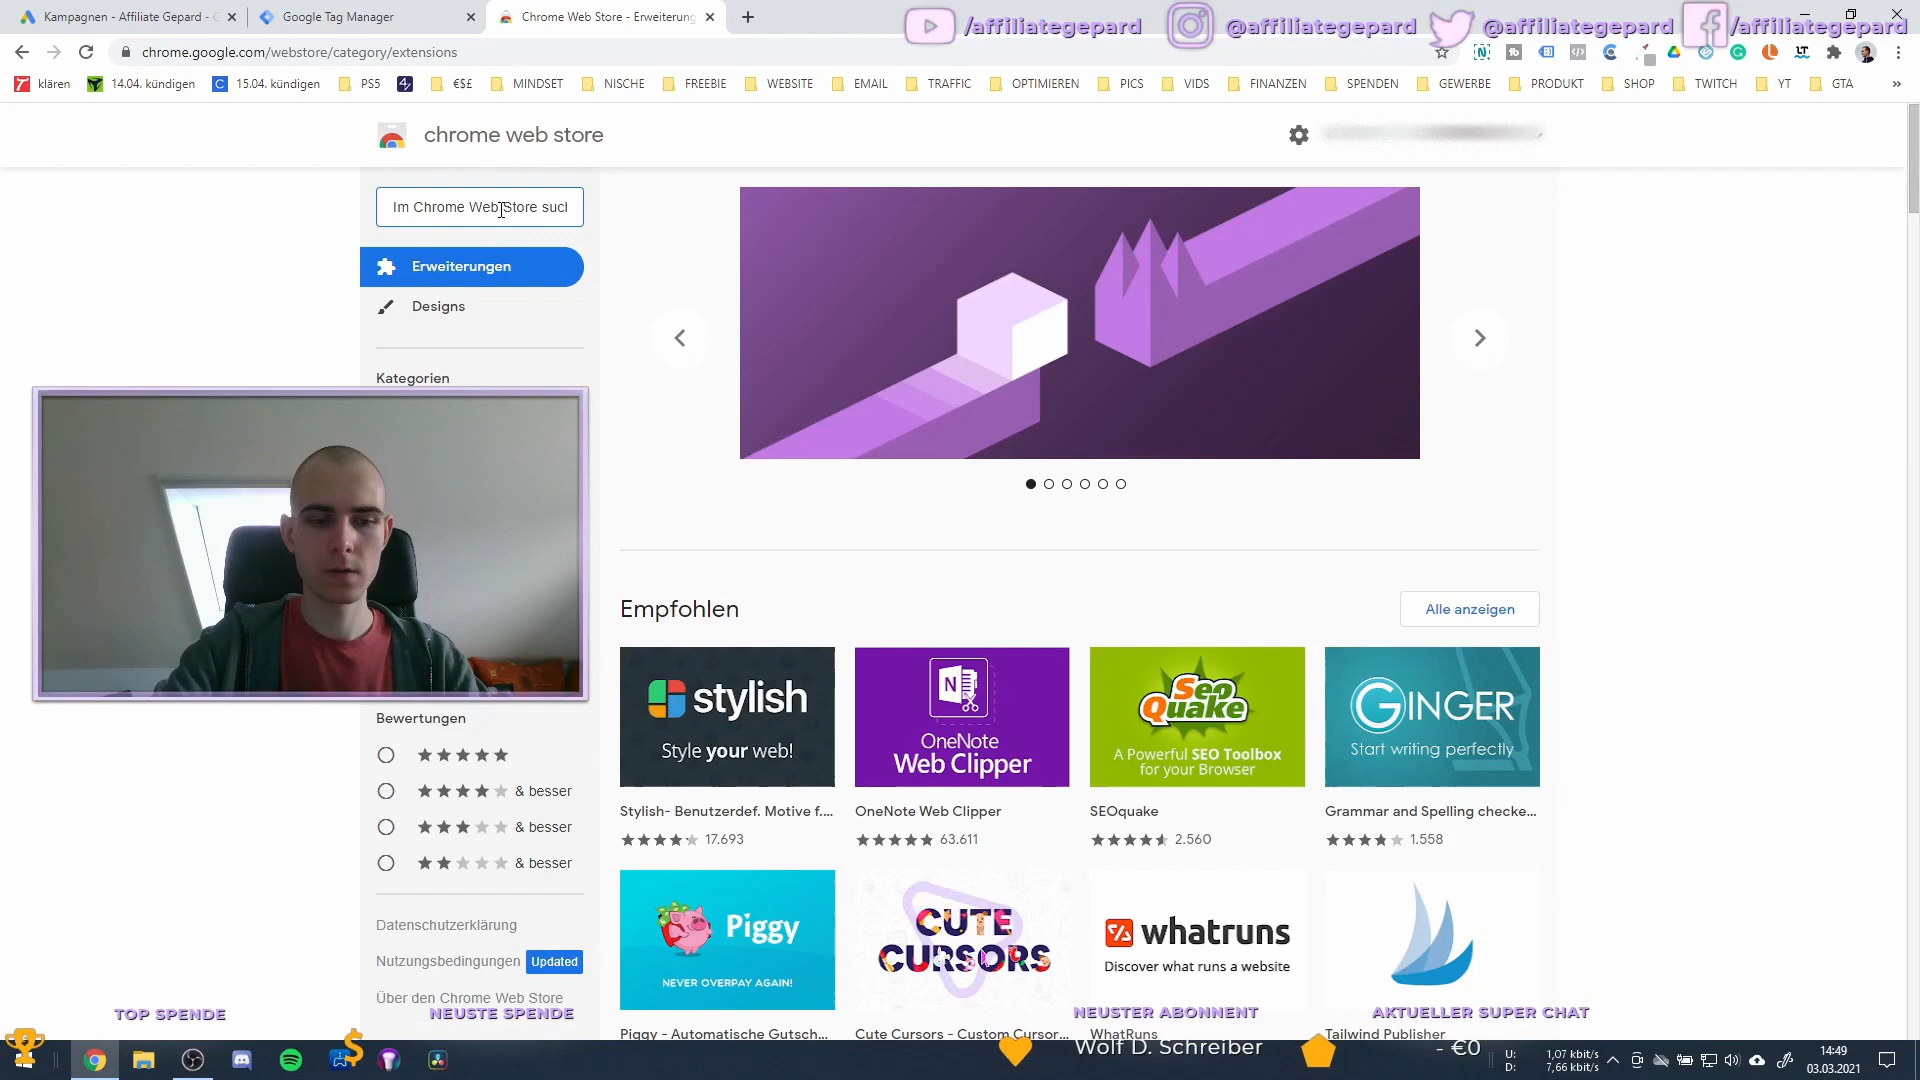 Kampagnen - Affiliate Gepard - G
Google Tag Manager
Chrome Web Store - Erweiterung
/affiliategepard
@affiliategepard
@affiliategepard
/affiliategepard
chrome.google.com/webstore/category/extensions
klären
14.04. kündigen
15.04. kündigen
PS5
€$£
MINDSET
NISCHE
FREEBIE
WEBSITE
EMAIL
TRAFFIC
OPTIMIEREN
PICS
VIDS
FINANZEN
SPENDEN
GEWERBE
PRODUKT
SHOP
TWITCH
YT
GTA
chrome web store
Im Chrome Web Store sucl
Erweiterungen
Designs
Kategorien
Bewertungen
& besser
& besser
& besser
Datenschutzerklärung
Nutzungsbedingungen Updated
Über den Chrome Web Store
Empfohlen
Alle anzeigen
stylish
Style your web!
OneNote
Web Clipper
Seo
Quake
A Powerful SEO Toolbox
for your Browser
GINGER
Start writing perfectly
Stylish- Benutzerdef. Motive f....
17.693
OneNote Web Clipper
63.611
SEOquake
2.560
Grammar and Spelling checke...
1.558
Piggy
NEVER OVERPAY AGAIN!
CUTE
CURSORS
whatruns
Discover what runs a website
Piggy - Automatische Gutsch...
Cute Cursors - Custom Cursor...
WhatRuns
Tailwind Publisher
TOP SPENDE
NEUSTE SPENDE
NEUSTER ABONNENT
Wolf D. Schreiber
AKTUELLER SUPER CHAT
- €0
U: 1,07 kbit/s
D: 7,66 kbit/s
14:49
03.03.2021